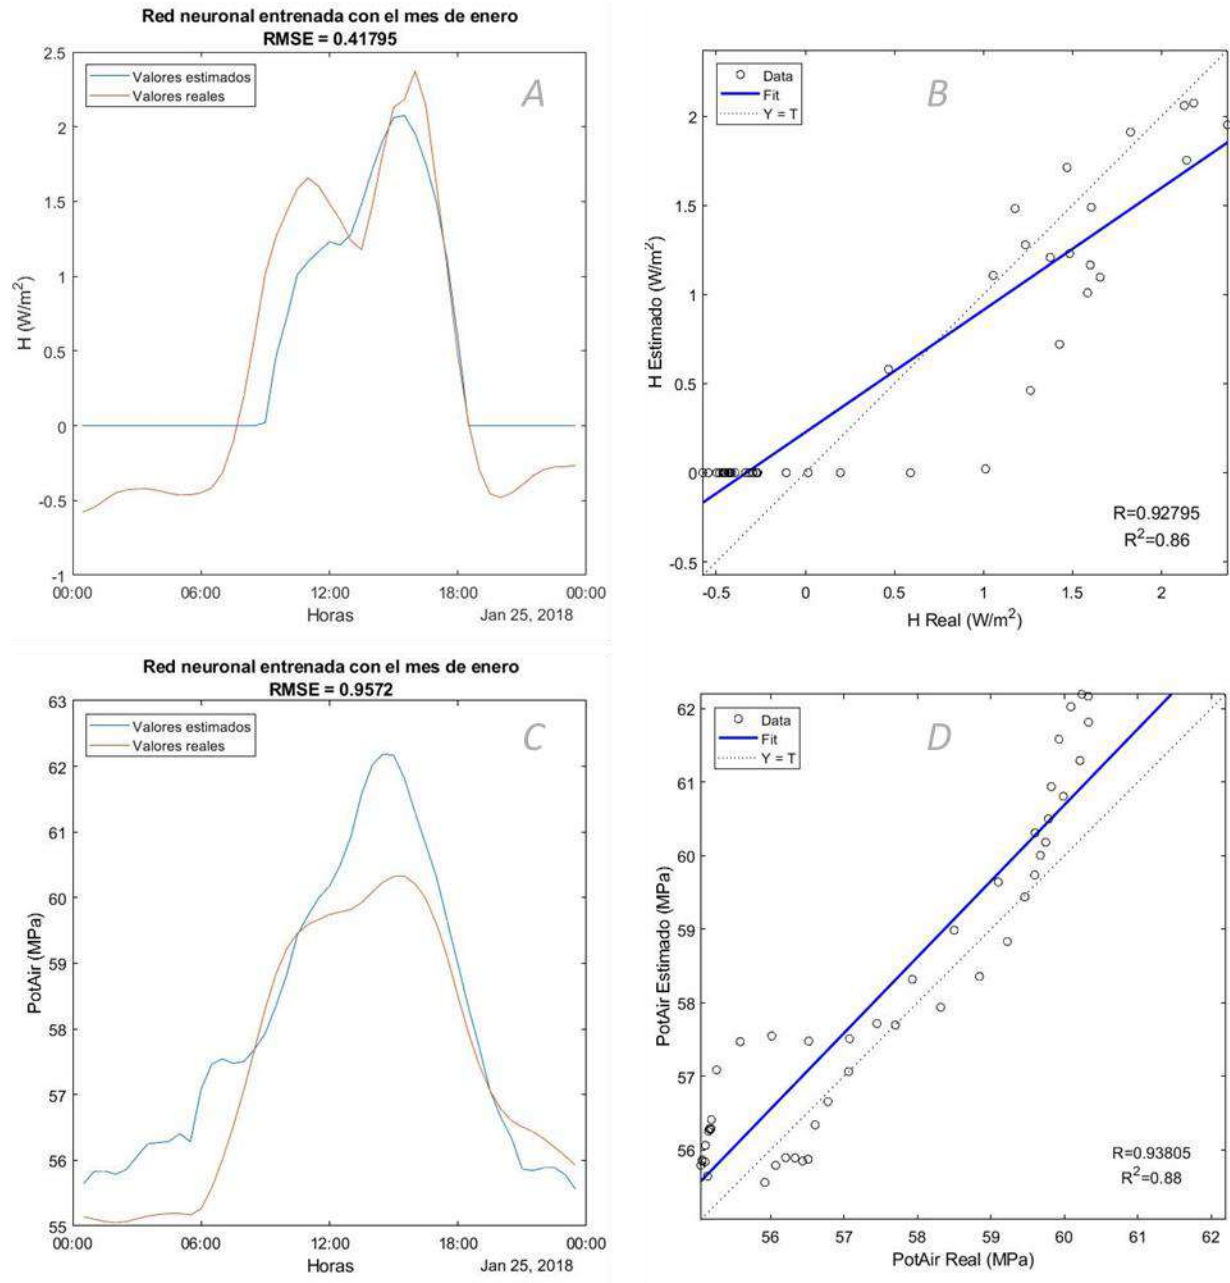 Red neuronal entrenada con el mes de enero
RMSE = 0.41795
2.5
2
1.5
1
0.5
0
-0.5
-1
H (W/m²)
Valores estimados
Valores reales
A
00:00 06:00 12:00 18:00 00:00
Horas
Jan 25, 2018
Data
Fit
Y = T
B
2
1.5
1
0.5
0
-0.5
H Estimado (W/m²)
R=0.92795
R²=0.86
-0.5 0 0.5 1 1.5 2
H Real (W/m²)
Red neuronal entrenada con el mes de enero
RMSE = 0.9572
63
62
61
60
59
58
57
56
55
PotAir (MPa)
Valores estimados
Valores reales
C
00:00 06:00 12:00 18:00 00:00
Horas
Jan 25, 2018
Data
Fit
Y = T
D
62
61
60
59
58
57
56
PotAir Estimado (MPa)
R=0.93805
R²=0.88
56 57 58 59 60 61 62
PotAir Real (MPa)